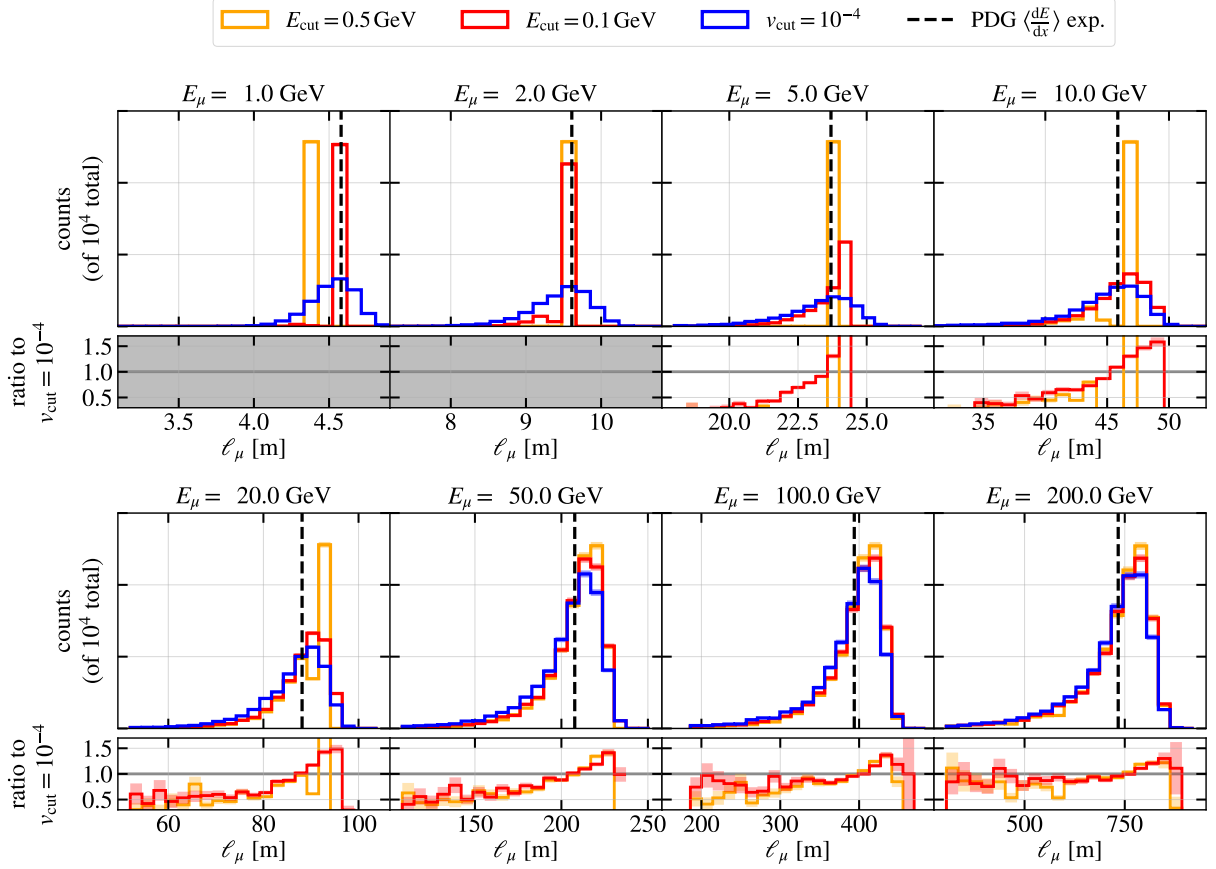 E_cut = 0.5 GeV E_cut = 0.1 GeV v_cut = 10⁻⁴ PDG ⟨dE/dx⟩ exp.
E_μ = 1.0 GeV E_μ = 2.0 GeV E_μ = 5.0 GeV E_μ = 10.0 GeV
counts
(of 10⁴ total)
ratio to
v_cut = 10⁻⁴
1.5
1.0
0.5
3.5 4.0 4.5 8 9 10 20.0 22.5 25.0 35 40 45 50
ℓ_μ [m] ℓ_μ [m] ℓ_μ [m] ℓ_μ [m]
E_μ = 20.0 GeV E_μ = 50.0 GeV E_μ = 100.0 GeV E_μ = 200.0 GeV
counts
(of 10⁴ total)
ratio to
v_cut = 10⁻⁴
1.5
1.0
0.5
60 80 100 150 200 250 200 300 400 500 750
ℓ_μ [m] ℓ_μ [m] ℓ_μ [m] ℓ_μ [m]